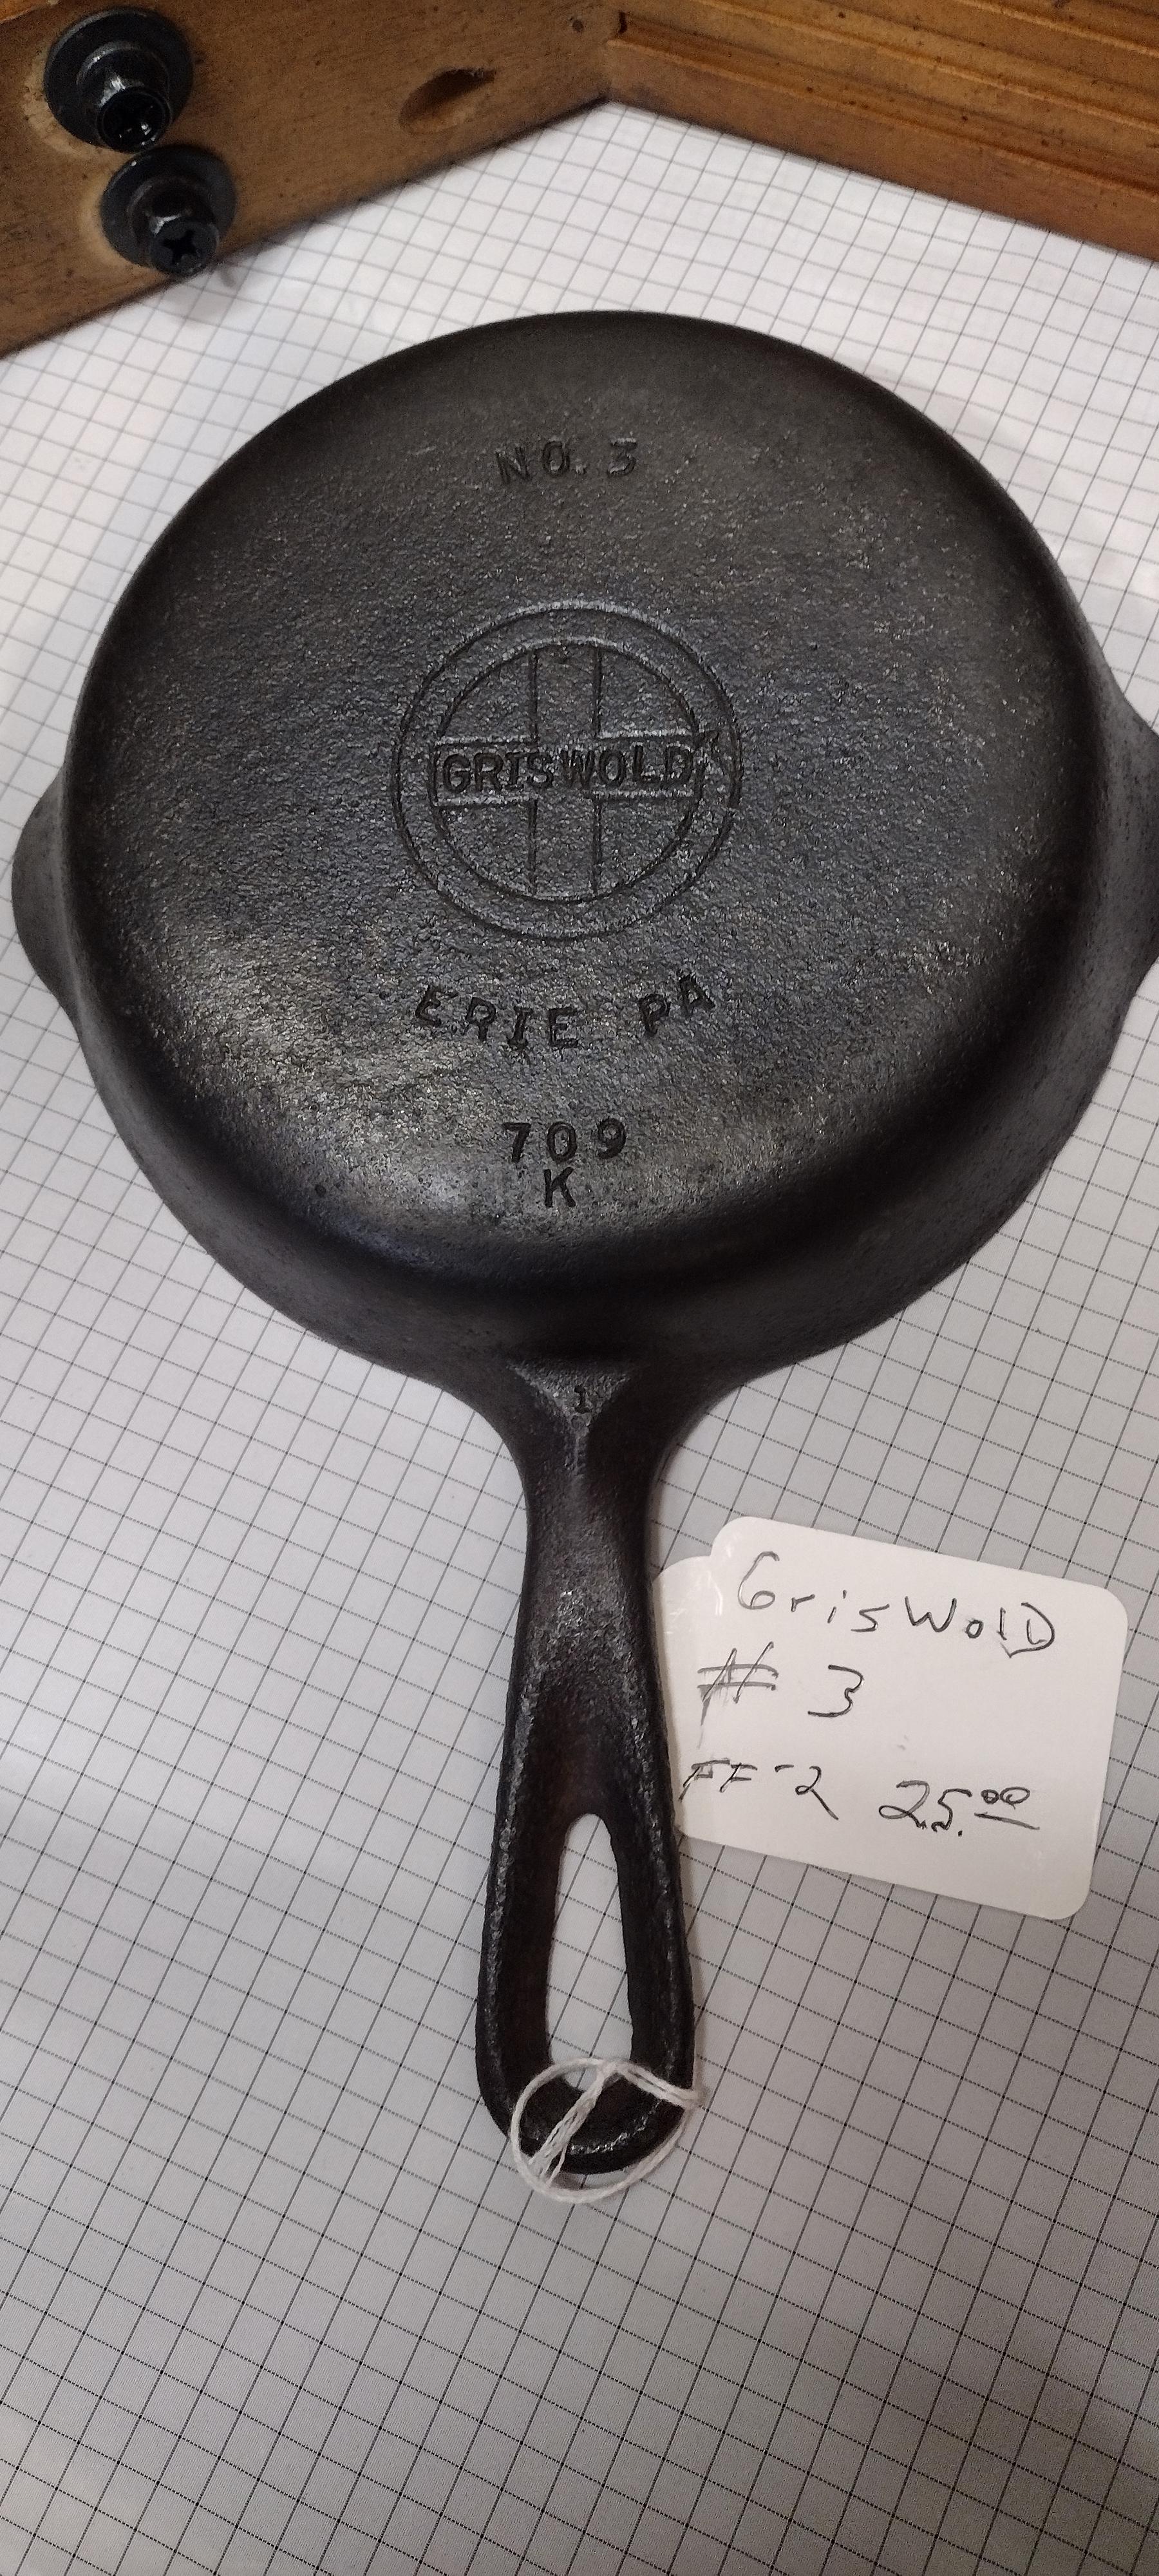 NO. 3
GRISWOLD
ERIE PA
709
K
1
GrisWolD
# 3
FF-2 25.00